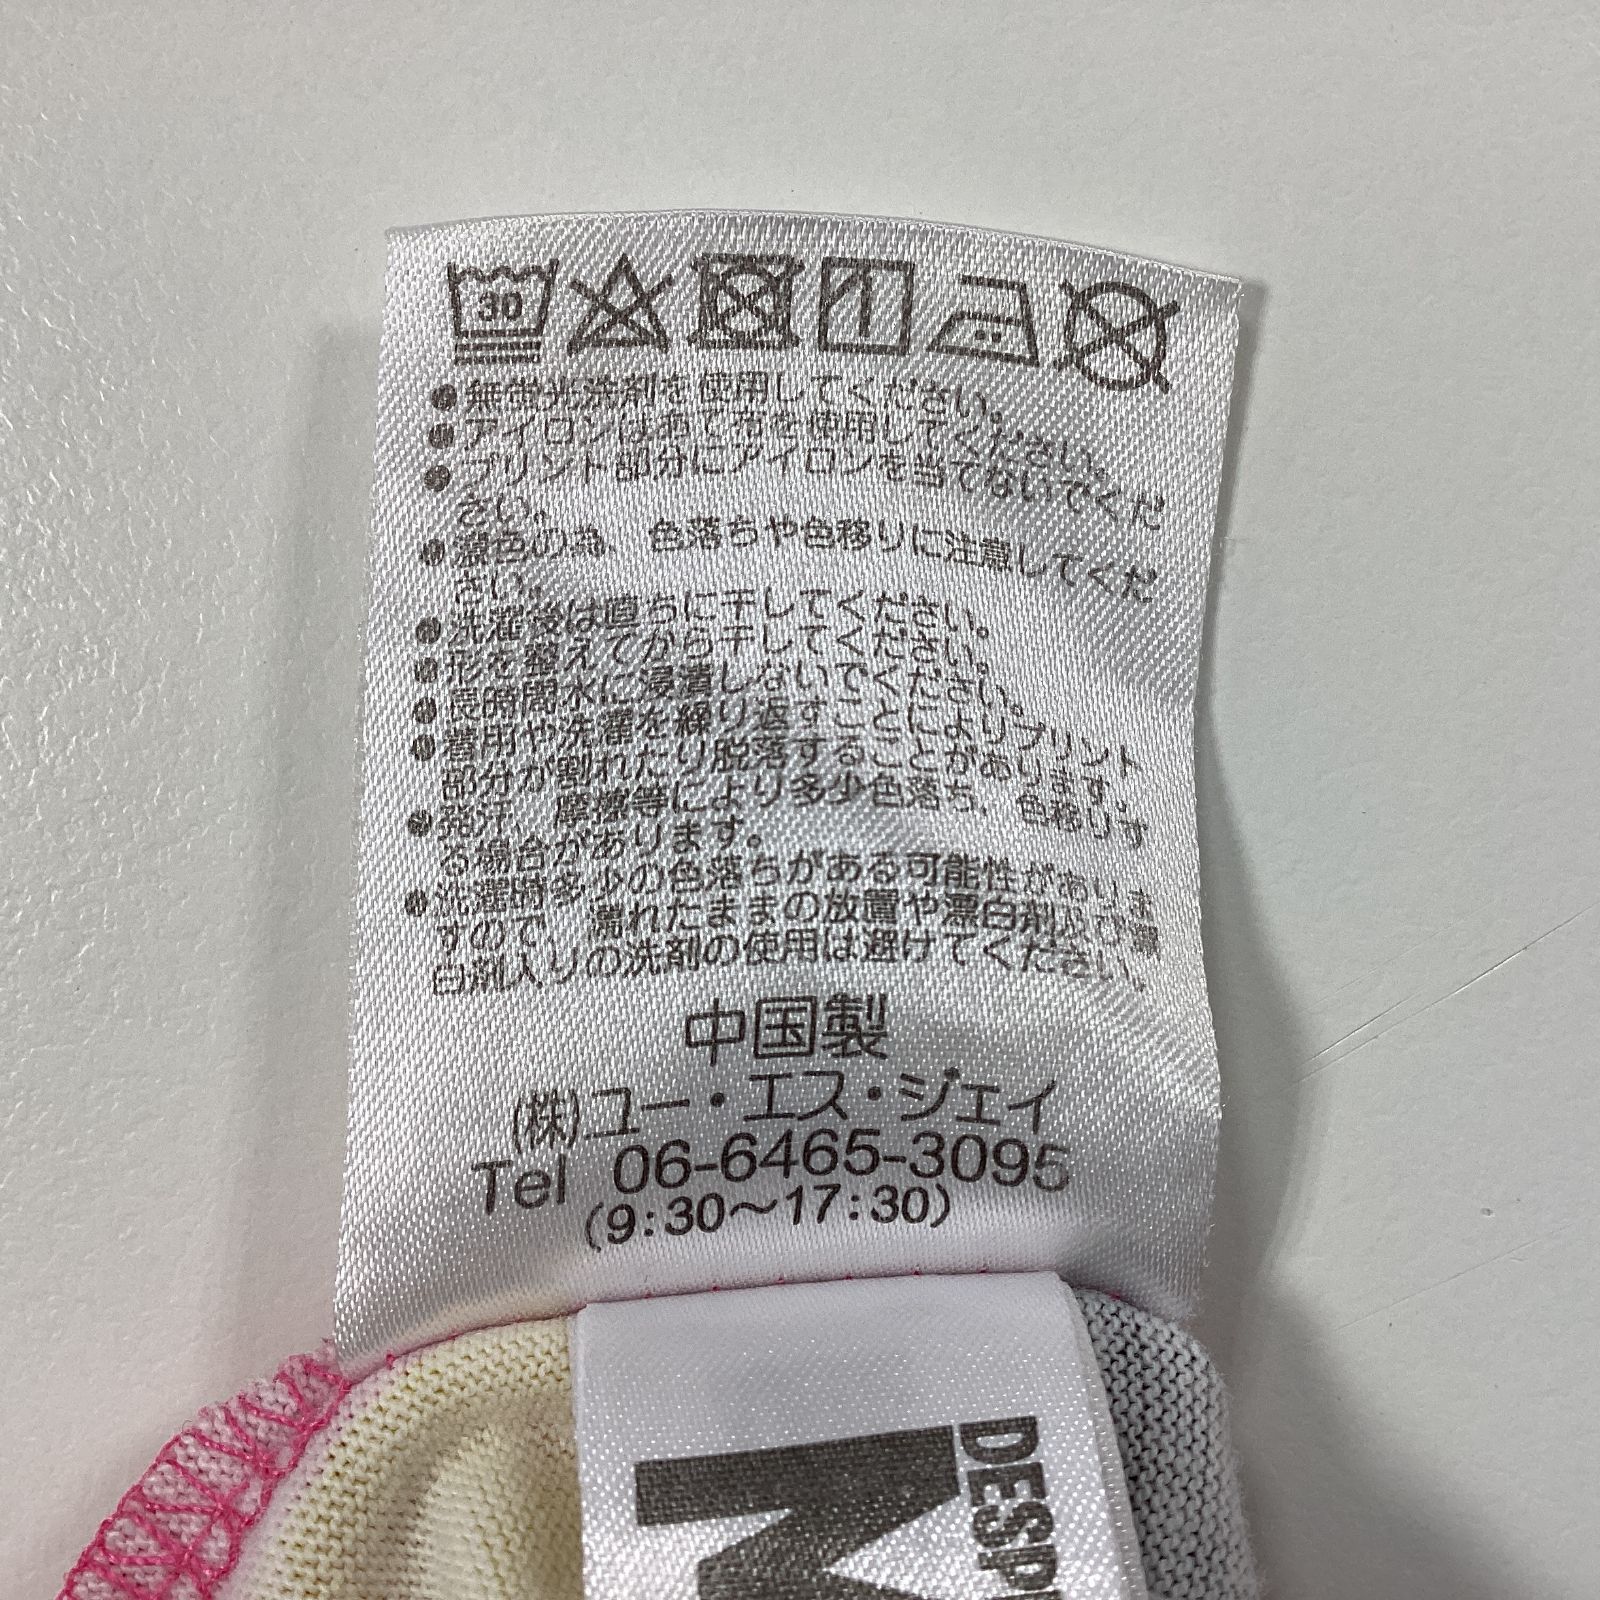 30
●無蛍光洗剤を使用してください。
●アイロンはあて布を使用してください。
●プリント部分にアイロンを当てないでくだ
さい。
●濃色の為、色落ちや色移りに注意してくだ
さい。
●洗濯後は直ちに干してください。
●形を整えてから干してください。
●長時間水に浸漬しないでください。
●着用や洗濯を繰り返すことによりプリント
部分が割れたり脱落することがあります。
●発汗、摩擦等により多少色落ち、色移りす
る場合があります。
●洗濯時多少の色落ちがある可能性がありま
すので、濡れたままの放置や漂白剤及び漂
白剤入りの洗剤の使用は避けてください。
中国製
(株)ユー・エス・ジェイ
Tel 06-6465-3095
(9:30〜17:30)